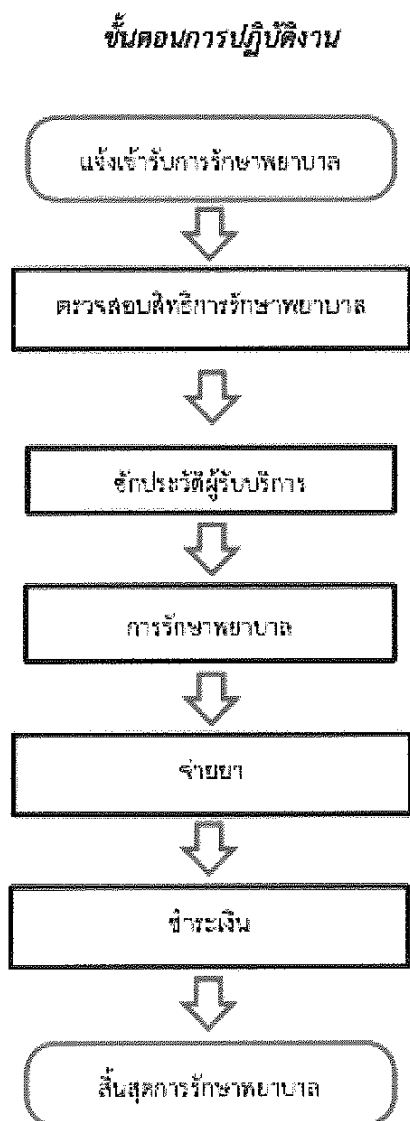 ขั้นตอนการปฏิบัติงาน
แจ้งเข้ารับการรักษาพยาบาล
ตรวจสอบสิทธิการรักษาพยาบาล
ซักประวัติผู้รับบริการ
การรักษาพยาบาล
จ่ายยา
ชำระเงิน
สิ้นสุดการรักษาพยาบาล